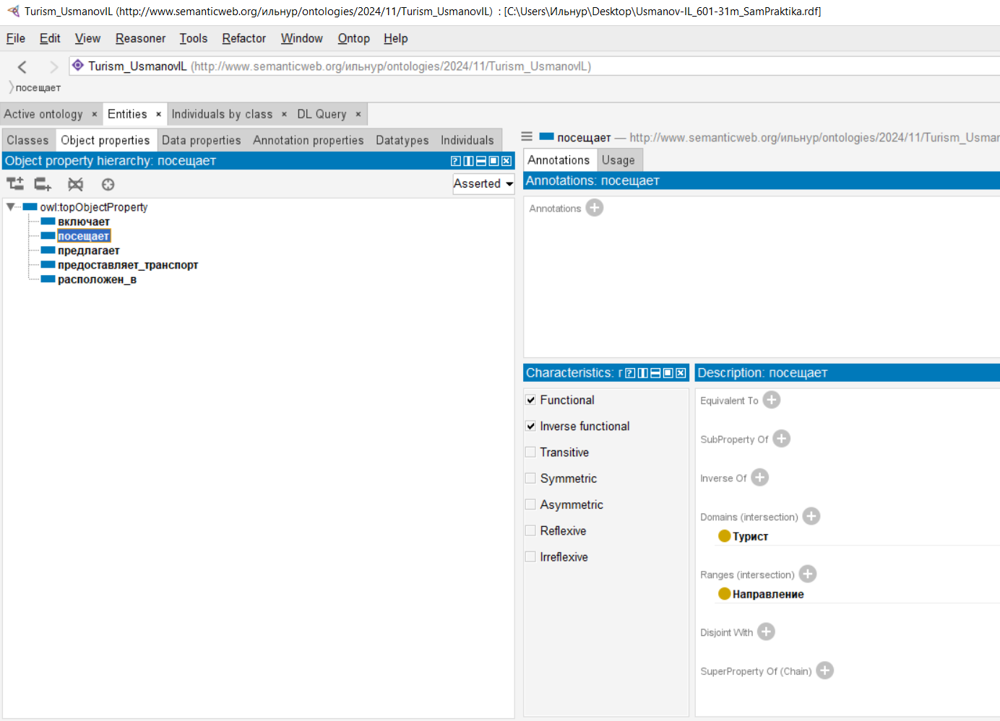 Turism_UsmanovIL (http://www.semanticweb.org/ильнур/ontologies/2024/11/Turism_UsmanovIL) : [C:\Users\Ильнур\Desktop\Usmanov-IL_601-31m_SamPraktika.rdf]
File Edit View Reasoner Tools Refactor Window Ontop Help
Turism_UsmanovIL (http://www.semanticweb.org/ильнур/ontologies/2024/11/Turism_UsmanovIL)
посещает
Active ontology × Entities × Individuals by class × DL Query ×
Classes Object properties Data properties Annotation properties Datatypes Individuals
Object property hierarchy: посещает
Asserted
owl:topObjectProperty
включает
посещает
предлагает
предоставляет_транспорт
расположен_в
посещает — http://www.semanticweb.org/ильнур/ontologies/2024/11/Turism_Usmar
Annotations Usage
Annotations: посещает
Annotations
Characteristics: г
Functional
Inverse functional
Transitive
Symmetric
Asymmetric
Reflexive
Irreflexive
Description: посещает
Equivalent To
SubProperty Of
Inverse Of
Domains (intersection)
Турист
Ranges (intersection)
Направление
Disjoint With
SuperProperty Of (Chain)